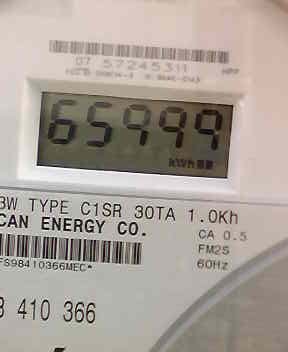 07 57245311
65999
kWh
3W TYPE C1SR 30TA 1.0Kh
CAN ENERGY CO.
CA 0.5
FM2S
FS98410366MEC*
60Hz
410 366